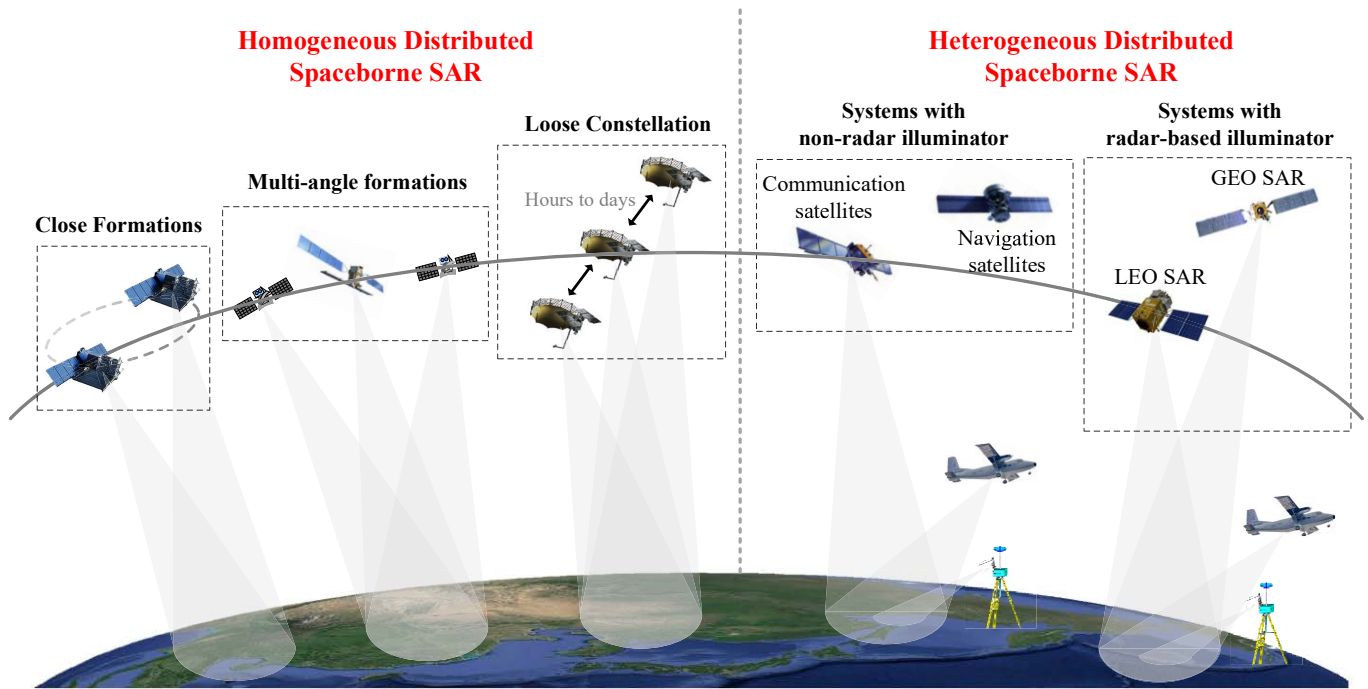 Homogeneous Distributed
Spaceborne SAR
Close Formations
Multi-angle formations
Loose Constellation
Hours to days
Heterogeneous Distributed
Spaceborne SAR
Systems with
non-radar illuminator
Communication
satellites
Navigation
satellites
Systems with
radar-based illuminator
GEO SAR
LEO SAR